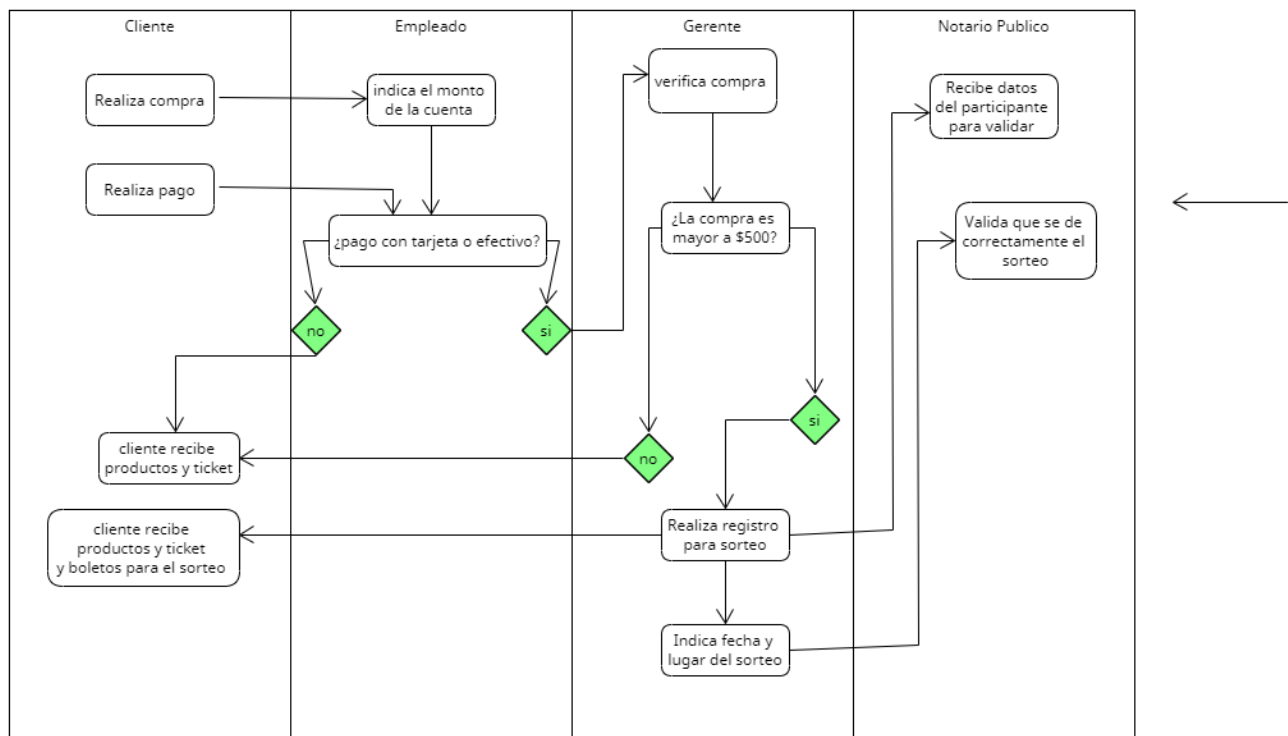 Cliente
Empleado
Gerente
Notario Publico
Realiza compra
indica el monto
de la cuenta
verifica compra
Recibe datos
del participante
para validar
Realiza pago
¿pago con tarjeta o efectivo?
¿La compra es
mayor a $500?
Valida que se de
correctamente el
sorteo
no
si
si
no
cliente recibe
productos y ticket
cliente recibe
productos y ticket
y boletos para el sorteo
Realiza registro
para sorteo
Indica fecha y
lugar del sorteo